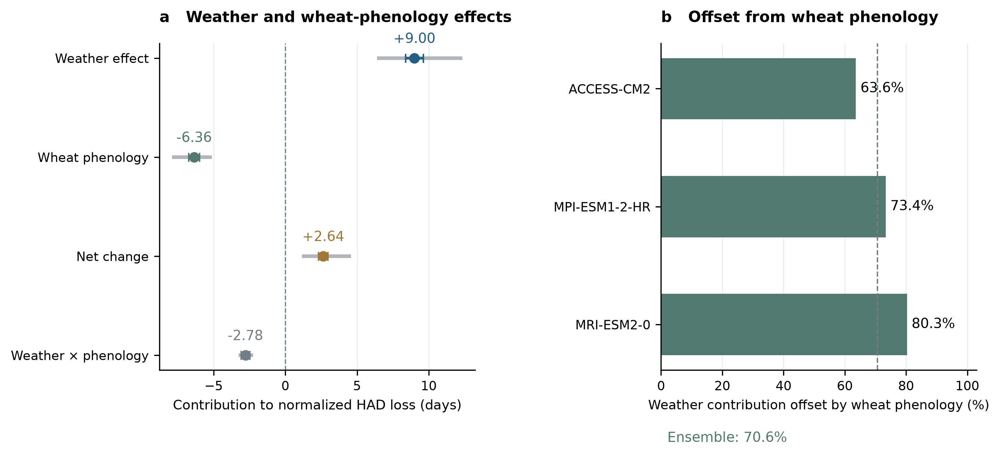 a Weather and wheat-phenology effects
+9.00
Weather effect
-6.36
Wheat phenology
+2.64
Net change
-2.78
Weather × phenology
−5 0 5 10
Contribution to normalized HAD loss (days)
b Offset from wheat phenology
ACCESS-CM2
63.6%
MPI-ESM1-2-HR
73.4%
MRI-ESM2-0
80.3%
0 20 40 60 80 100
Weather contribution offset by wheat phenology (%)
Ensemble: 70.6%